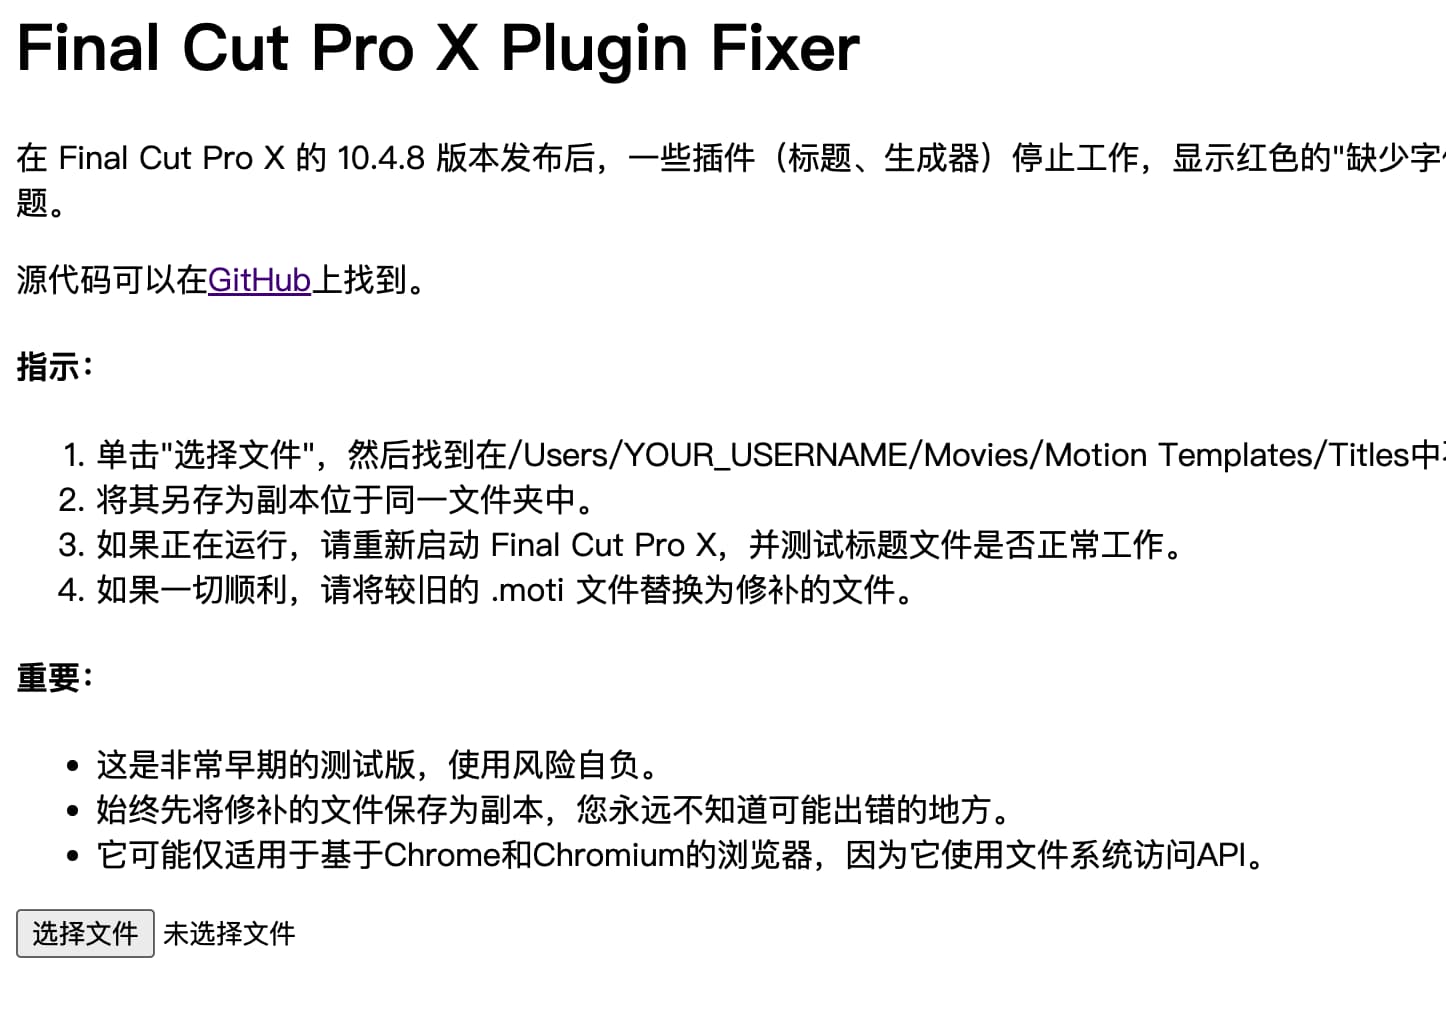 Final Cut Pro X Plugin Fixer
在 Final Cut Pro X 的 10.4.8 版本发布后，一些插件（标题、生成器）停止工作，显示红色的"缺少字
题。
源代码可以在GitHub上找到。
指示：
1. 单击"选择文件"，然后找到在/Users/YOUR_USERNAME/Movies/Motion Templates/Titles中
2. 将其另存为副本位于同一文件夹中。
3. 如果正在运行，请重新启动 Final Cut Pro X，并测试标题文件是否正常工作。
4. 如果一切顺利，请将较旧的 .moti 文件替换为修补的文件。
重要：
• 这是非常早期的测试版，使用风险自负。
• 始终先将修补的文件保存为副本，您永远不知道可能出错的地方。
• 它可能仅适用于基于Chrome和Chromium的浏览器，因为它使用文件系统访问API。
选择文件 未选择文件